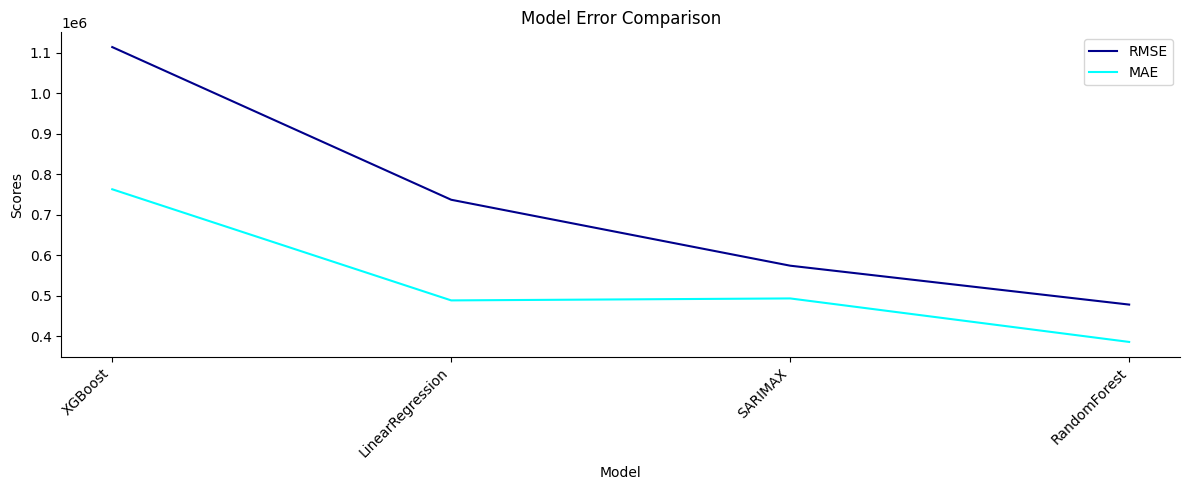 Model Error Comparison
1e6
RMSE
MAE
1.1
1.0
0.9
0.8
0.7
0.6
0.5
0.4
Scores
XGBoost
LinearRegression
SARIMAX
RandomForest
Model